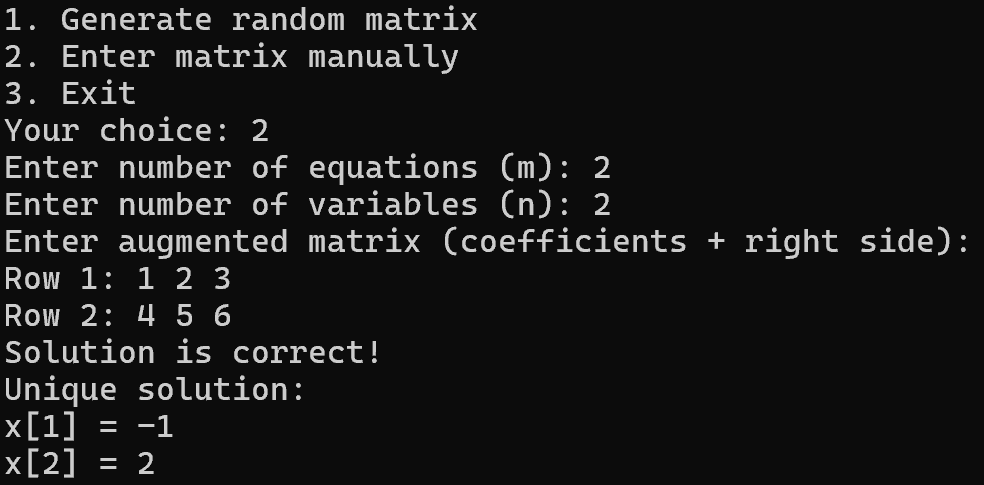 1. Generate random matrix
2. Enter matrix manually
3. Exit
Your choice: 2
Enter number of equations (m): 2
Enter number of variables (n): 2
Enter augmented matrix (coefficients + right side):
Row 1: 1 2 3
Row 2: 4 5 6
Solution is correct!
Unique solution:
x[1] = -1
x[2] = 2